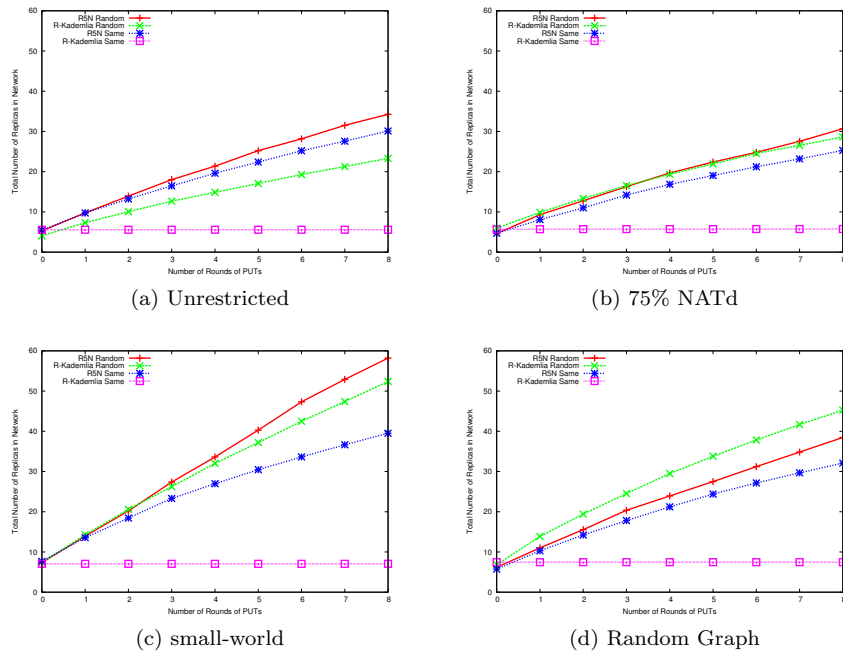 R5N Random
R-Kademlia Random
R5N Same
R-Kademlia Same
Total Number of Replicas in Network
0 10 20 30 40 50 60
0 1 2 3 4 5 6 7 8
Number of Rounds of PUTs
(a) Unrestricted
R5N Random
R-Kademlia Random
R5N Same
R-Kademlia Same
Total Number of Replicas in Network
0 10 20 30 40 50 60
0 1 2 3 4 5 6 7 8
Number of Rounds of PUTs
(b) 75% NATd
R5N Random
R-Kademlia Random
R5N Same
R-Kademlia Same
Total Number of Replicas in Network
0 10 20 30 40 50 60
0 1 2 3 4 5 6 7 8
Number of Rounds of PUTs
(c) small-world
R5N Random
R-Kademlia Random
R5N Same
R-Kademlia Same
Total Number of Replicas in Network
0 10 20 30 40 50 60
0 1 2 3 4 5 6 7 8
Number of Rounds of PUTs
(d) Random Graph